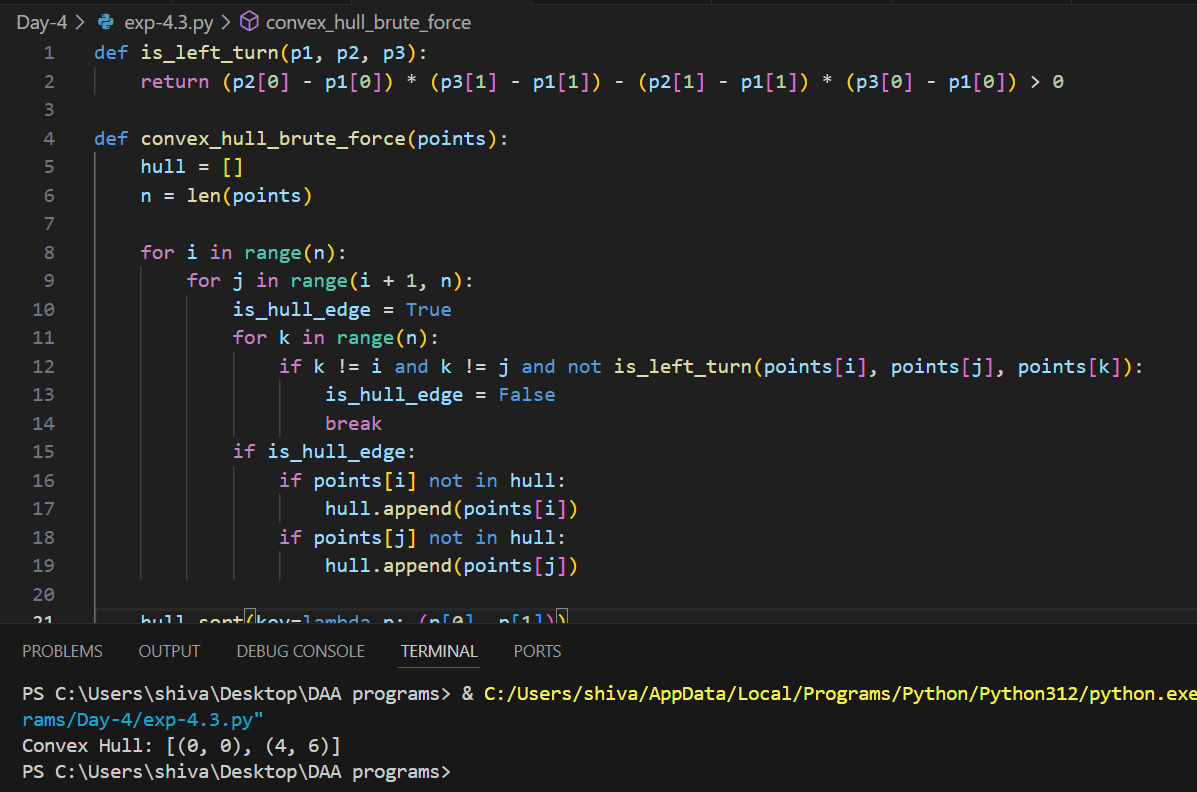 Day-4 > exp-4.3.py > convex_hull_brute_force
1 def is_left_turn(p1, p2, p3):
2     return (p2[0] - p1[0]) * (p3[1] - p1[1]) - (p2[1] - p1[1]) * (p3[0] - p1[0]) > 0
3
4 def convex_hull_brute_force(points):
5     hull = []
6     n = len(points)
7
8     for i in range(n):
9         for j in range(i + 1, n):
10             is_hull_edge = True
11             for k in range(n):
12                 if k != i and k != j and not is_left_turn(points[i], points[j], points[k]):
13                     is_hull_edge = False
14                     break
15             if is_hull_edge:
16                 if points[i] not in hull:
17                     hull.append(points[i])
18                 if points[j] not in hull:
19                     hull.append(points[j])
20
21     hull.sort(key=lambda p: (p[0], p[1]))
PROBLEMS OUTPUT DEBUG CONSOLE TERMINAL PORTS
PS C:\Users\shiva\Desktop\DAA programs> & C:/Users/shiva/AppData/Local/Programs/Python/Python312/python.exe
rams/Day-4/exp-4.3.py"
Convex Hull: [(0, 0), (4, 6)]
PS C:\Users\shiva\Desktop\DAA programs>